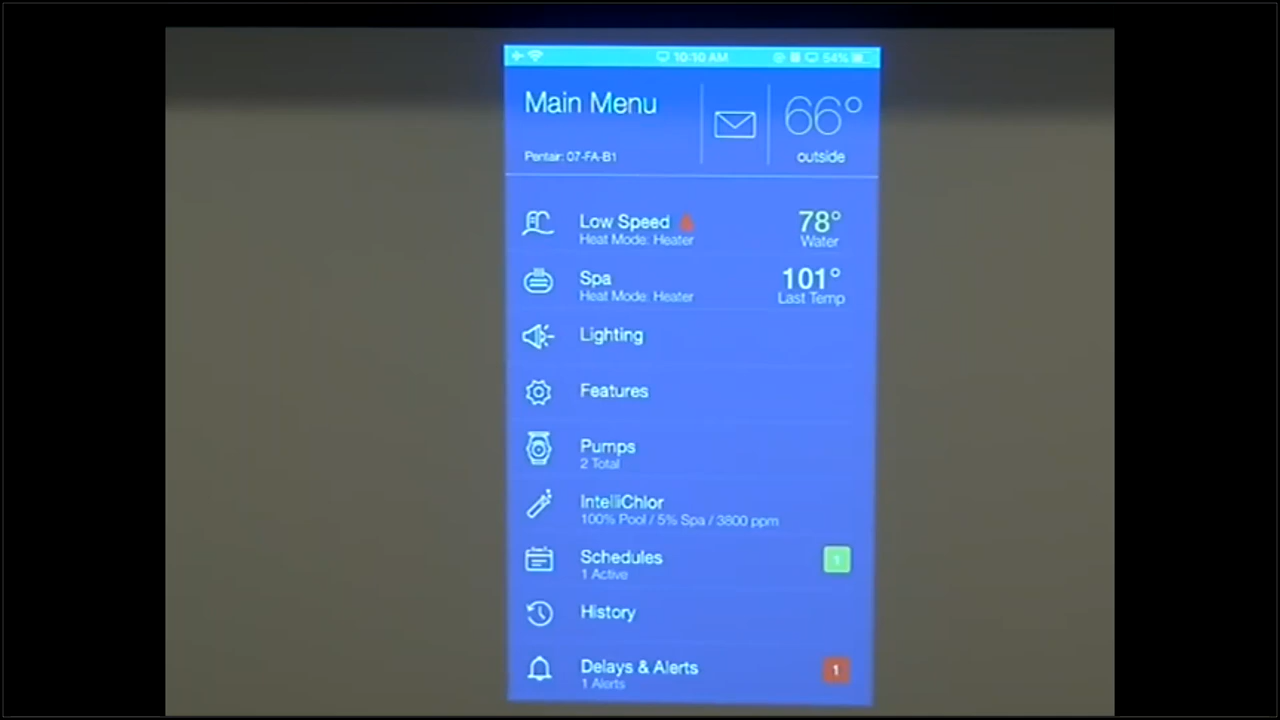 10:10 AM
54%
Main Menu
66°
Pentair: 07-FA-B1
outside
Low Speed
78°
Heat Mode: Heater
Water
Spa
101°
Heat Mode: Heater
Last Temp
Lighting
Features
Pumps
2 Total
IntelliChlor
100% Pool / 5% Spa / 3800 ppm
Schedules
1
1 Active
History
Delays & Alerts
1
1 Alerts